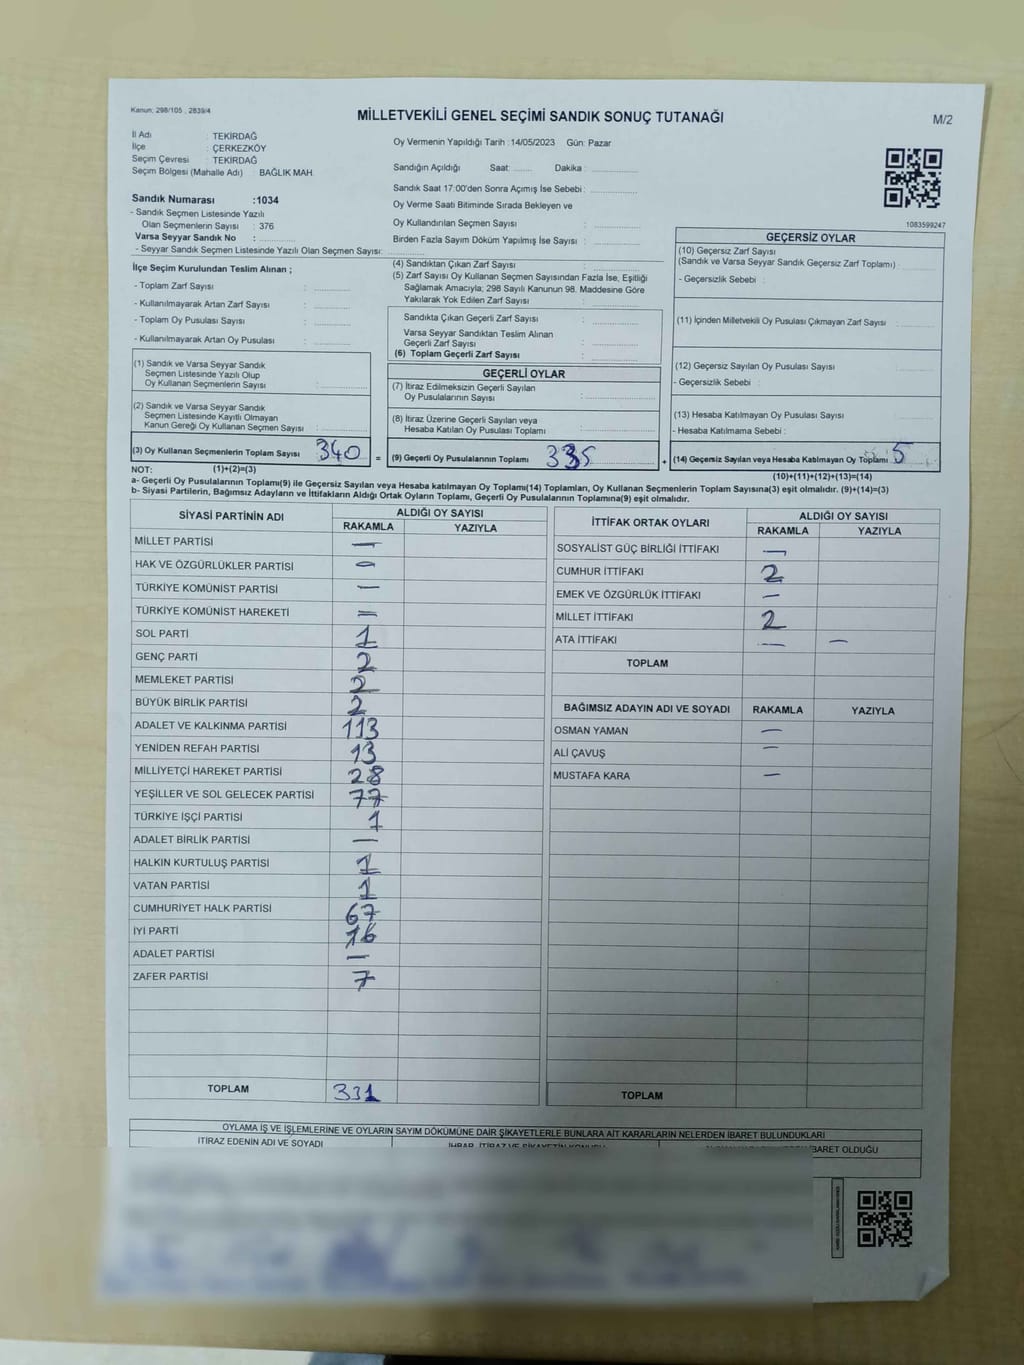 Kanun: 298/105 , 2839/4
MİLLETVEKİLİ GENEL SEÇİMİ SANDIK SONUÇ TUTANAĞI
M/2
İl Adı : TEKİRDAĞ
İlçe : ÇERKEZKÖY
Seçim Çevresi : TEKİRDAĞ
Seçim Bölgesi (Mahalle Adı) : BAĞLIK MAH.
Sandık Numarası :1034
- Sandık Seçmen Listesinde Yazılı
Olan Seçmenlerin Sayısı : 376
Varsa Seyyar Sandık No :
- Seyyar Sandık Seçmen Listesinde Yazılı Olan Seçmen Sayısı:
İlçe Seçim Kurulundan Teslim Alınan ;
- Toplam Zarf Sayısı :
- Kullanılmayarak Artan Zarf Sayısı :
- Toplam Oy Pusulası Sayısı :
- Kullanılmayarak Artan Oy Pusulası :
(1) Sandık ve Varsa Seyyar Sandık
Seçmen Listesinde Yazılı Olup
Oy Kullanan Seçmenlerin Sayısı :
(2) Sandık ve Varsa Seyyar Sandık
Seçmen Listesinde Kayıtlı Olmayan
Kanun Gereği Oy Kullanan Seçmen Sayısı :
(3) Oy Kullanan Seçmenlerin Toplam Sayısı 340 =
Oy Vermenin Yapıldığı Tarih :14/05/2023 Gün: Pazar
Sandığın Açıldığı Saat: Dakika :
Sandık Saat 17:00'den Sonra Açımış İse Sebebi :
Oy Verme Saati Bitiminde Sırada Bekleyen ve
Oy Kullandırılan Seçmen Sayısı :
Birden Fazla Sayım Döküm Yapılmış İse Sayısı :
(4) Sandıktan Çıkan Zarf Sayısı :
(5) Zarf Sayısı Oy Kullanan Seçmen Sayısından Fazla İse, Eşitliği
Sağlamak Amacıyla; 298 Sayılı Kanunun 98. Maddesine Göre
Yakılarak Yok Edilen Zarf Sayısı :
Sandıkta Çıkan Geçerli Zarf Sayısı :
Varsa Seyyar Sandıktan Teslim Alınan
Geçerli Zarf Sayısı :
(6) Toplam Geçerli Zarf Sayısı :
GEÇERLİ OYLAR
(7) İtiraz Edilmeksizin Geçerli Sayılan
Oy Pusulalarının Sayısı :
(8) İtiraz Üzerine Geçerli Sayılan veya
Hesaba Katılan Oy Pusulası Toplamı :
(9) Geçerli Oy Pusulalarının Toplamı 335 +
1083599247
GEÇERSİZ OYLAR
(10) Geçersiz Zarf Sayısı
(Sandık ve Varsa Seyyar Sandık Geçersiz Zarf Toplamı) :
- Geçersizlik Sebebi :
(11) İçinden Milletvekili Oy Pusulası Çıkmayan Zarf Sayısı :
(12) Geçersiz Sayılan Oy Pusulası Sayısı
- Geçersizlik Sebebi :
(13) Hesaba Katılmayan Oy Pusulası Sayısı
- Hesaba Katılmama Sebebi :
(14) Geçersiz Sayılan veya Hesaba Katılmayan Oy Toplamı 5
NOT: (1)+(2)=(3) (10)+(11)+(12)+(13)=(14)
a- Geçerli Oy Pusulalarının Toplamı(9) ile Geçersiz Sayılan veya Hesaba katılmayan Oy Toplamı(14) Toplamları, Oy Kullanan Seçmenlerin Toplam Sayısına(3) eşit olmalıdır. (9)+(14)=(3)
b- Siyasi Partilerin, Bağımsız Adayların ve İttifakların Aldığı Ortak Oyların Toplamı, Geçerli Oy Pusulalarının Toplamına(9) eşit olmalıdır.
SİYASİ PARTİNİN ADI ALDIĞI OY SAYISI
RAKAMLA YAZIYLA
MİLLET PARTİSİ —
HAK VE ÖZGÜRLÜKLER PARTİSİ —
TÜRKİYE KOMÜNİST PARTİSİ —
TÜRKİYE KOMÜNİST HAREKETİ —
SOL PARTİ 1
GENÇ PARTİ 2
MEMLEKET PARTİSİ 2
BÜYÜK BİRLİK PARTİSİ 2
ADALET VE KALKINMA PARTİSİ 113
YENİDEN REFAH PARTİSİ 13
MİLLİYETÇİ HAREKET PARTİSİ 28
YEŞİLLER VE SOL GELECEK PARTİSİ 77
TÜRKİYE İŞÇİ PARTİSİ 1
ADALET BİRLİK PARTİSİ —
HALKIN KURTULUŞ PARTİSİ 1
VATAN PARTİSİ 1
CUMHURİYET HALK PARTİSİ 67
İYİ PARTİ 16
ADALET PARTİSİ —
ZAFER PARTİSİ 7
TOPLAM 331
İTTİFAK ORTAK OYLARI ALDIĞI OY SAYISI
RAKAMLA YAZIYLA
SOSYALİST GÜÇ BİRLİĞİ İTTİFAKI —
CUMHUR İTTİFAKI 2
EMEK VE ÖZGÜRLÜK İTTİFAKI —
MİLLET İTTİFAKI 2
ATA İTTİFAKI — —
TOPLAM
BAĞIMSIZ ADAYIN ADI VE SOYADI RAKAMLA YAZIYLA
OSMAN YAMAN —
ALİ ÇAVUŞ —
MUSTAFA KARA —
TOPLAM
OYLAMA İŞ VE İŞLEMLERİNE VE OYLARIN SAYIM DÖKÜMÜNE DAİR ŞİKAYETLERLE BUNLARA AİT KARARLARIN NELERDEN İBARET BULUNDUKLARI
İTİRAZ EDENİN ADI VE SOYADI İHBAR, İTİRAZ VE ŞİKAYETİN KONUSU BARET OLDUĞU